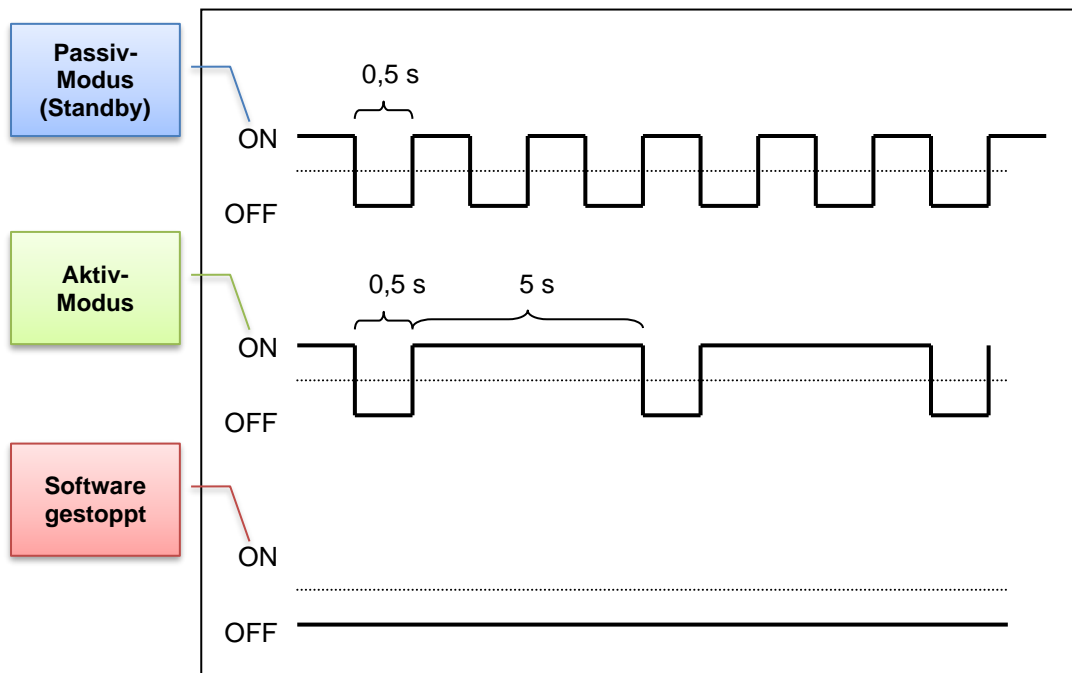 Passiv-
Modus
(Standby)
0,5 s
ON
OFF
Aktiv-
Modus
0,5 s
5 s
ON
OFF
Software
gestoppt
ON
OFF